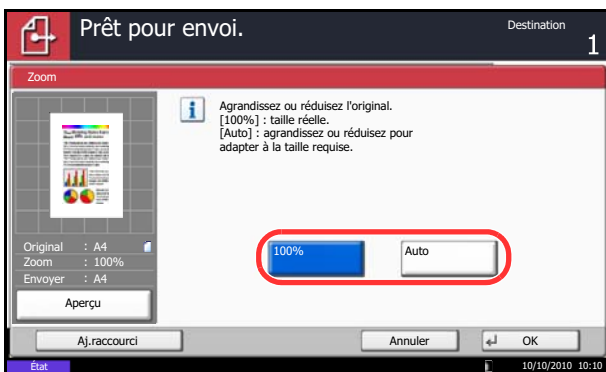 Prêt pour envoi.
Destination
1
Zoom
Agrandissez ou réduisez l'original.
[100%] : taille réelle.
[Auto] : agrandissez ou réduisez pour
adapter à la taille requise.
Original : A4
Zoom : 100%
Envoyer : A4
100%
Auto
Aperçu
Aj.raccourci
Annuler
OK
État
10/10/2010 10:10